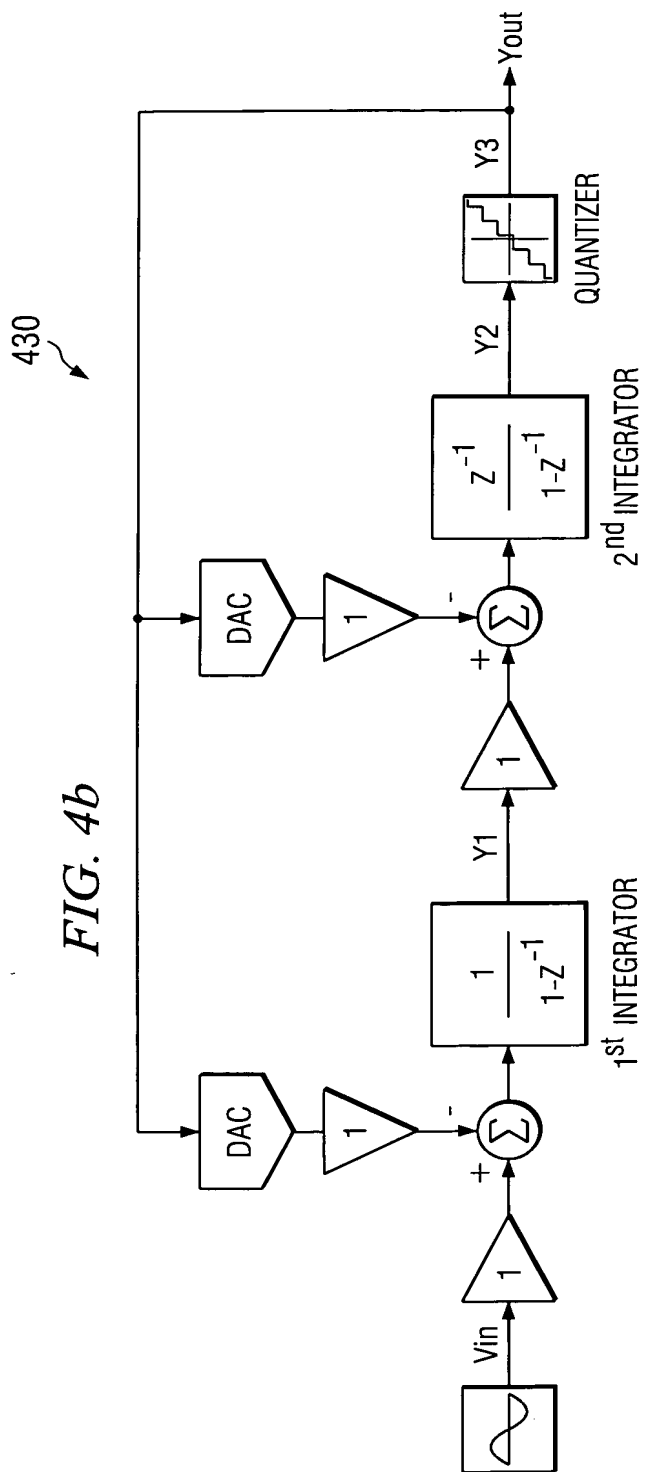 430
FIG. 4b
DAC
DAC
1
1
Vin
1
+
-
Σ
1
1-Z⁻¹
1st INTEGRATOR
Y1
1
+
-
Σ
Z⁻¹
1-Z⁻¹
2nd INTEGRATOR
Y2
QUANTIZER
Y3
Yout